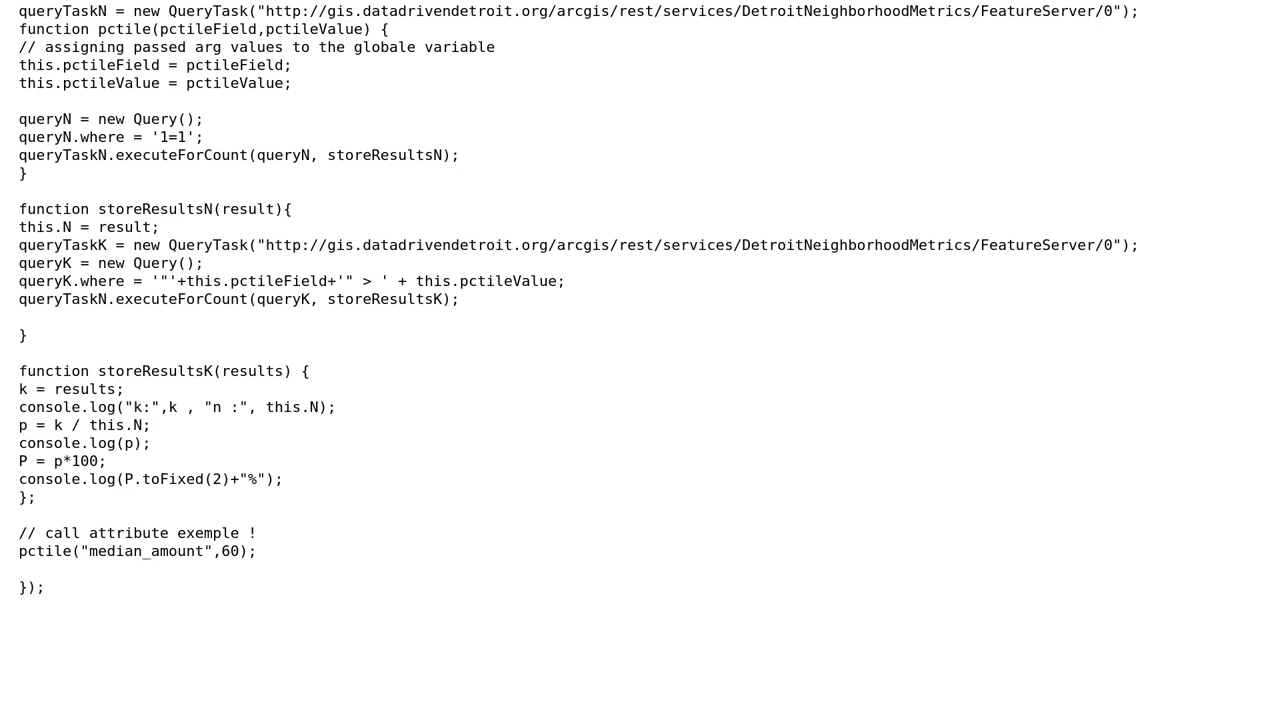 queryTaskN = new QueryTask("http://gis.datadrivendetroit.org/arcgis/rest/services/DetroitNeighborhoodMetrics/FeatureServer/0");
function pctile(pctileField,pctileValue) {
// assigning passed arg values to the globale variable
this.pctileField = pctileField;
this.pctileValue = pctileValue;

queryN = new Query();
queryN.where = '1=1';
queryTaskN.executeForCount(queryN, storeResultsN);
}

function storeResultsN(result){
this.N = result;
queryTaskK = new QueryTask("http://gis.datadrivendetroit.org/arcgis/rest/services/DetroitNeighborhoodMetrics/FeatureServer/0");
queryK = new Query();
queryK.where = '"'+this.pctileField+'" > ' + this.pctileValue;
queryTaskN.executeForCount(queryK, storeResultsK);

}

function storeResultsK(results) {
k = results;
console.log("k:",k , "n :", this.N);
p = k / this.N;
console.log(p);
P = p*100;
console.log(P.toFixed(2)+"%");
};

// call attribute exemple !
pctile("median_amount",60);

});